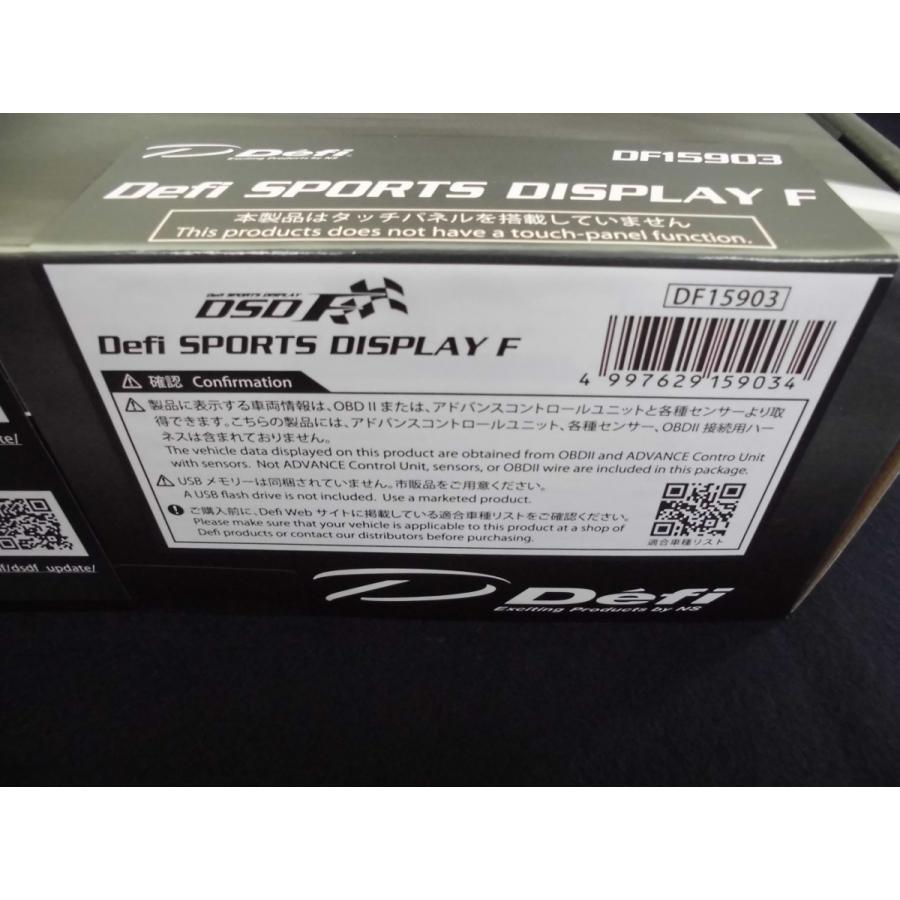 Défi
DF15903
Exciting Products by NS
Defi SPORTS DISPLAY F
本製品はタッチパネルを搭載していません
This products does not have a touch-panel function.
Defi SPORTS DISPLAY
DSDF
DF15903
Defi SPORTS DISPLAY F
4 997629 159034
確認 Confirmation
製品に表示する車両情報は、OBD II または、アドバンスコントロールユニットと各種センサーより取
得できます。こちらの製品には、アドバンスコントロールユニット、各種センサー、OBDII 接続用ハー
ネスは含まれておりません。
The vehicle data displayed on this product are obtained from OBDII and ADVANCE Contro Unit
with sensors. Not ADVANCE Control Unit, sensors, or OBDII wire are included in this package.
USB メモリーは同梱されていません。市販品をご用意ください。
A USB flash drive is not included. Use a marketed product.
ご購入前に、Defi Web サイトに掲載している適合車種リストをご確認ください。
Please make sure that your vehicle is applicable to this product at a shop of
Defi products or contact our distributors before purchasing.
適合車種リスト
te/
f/dsdf_update/
Défi
Exciting Products by NS